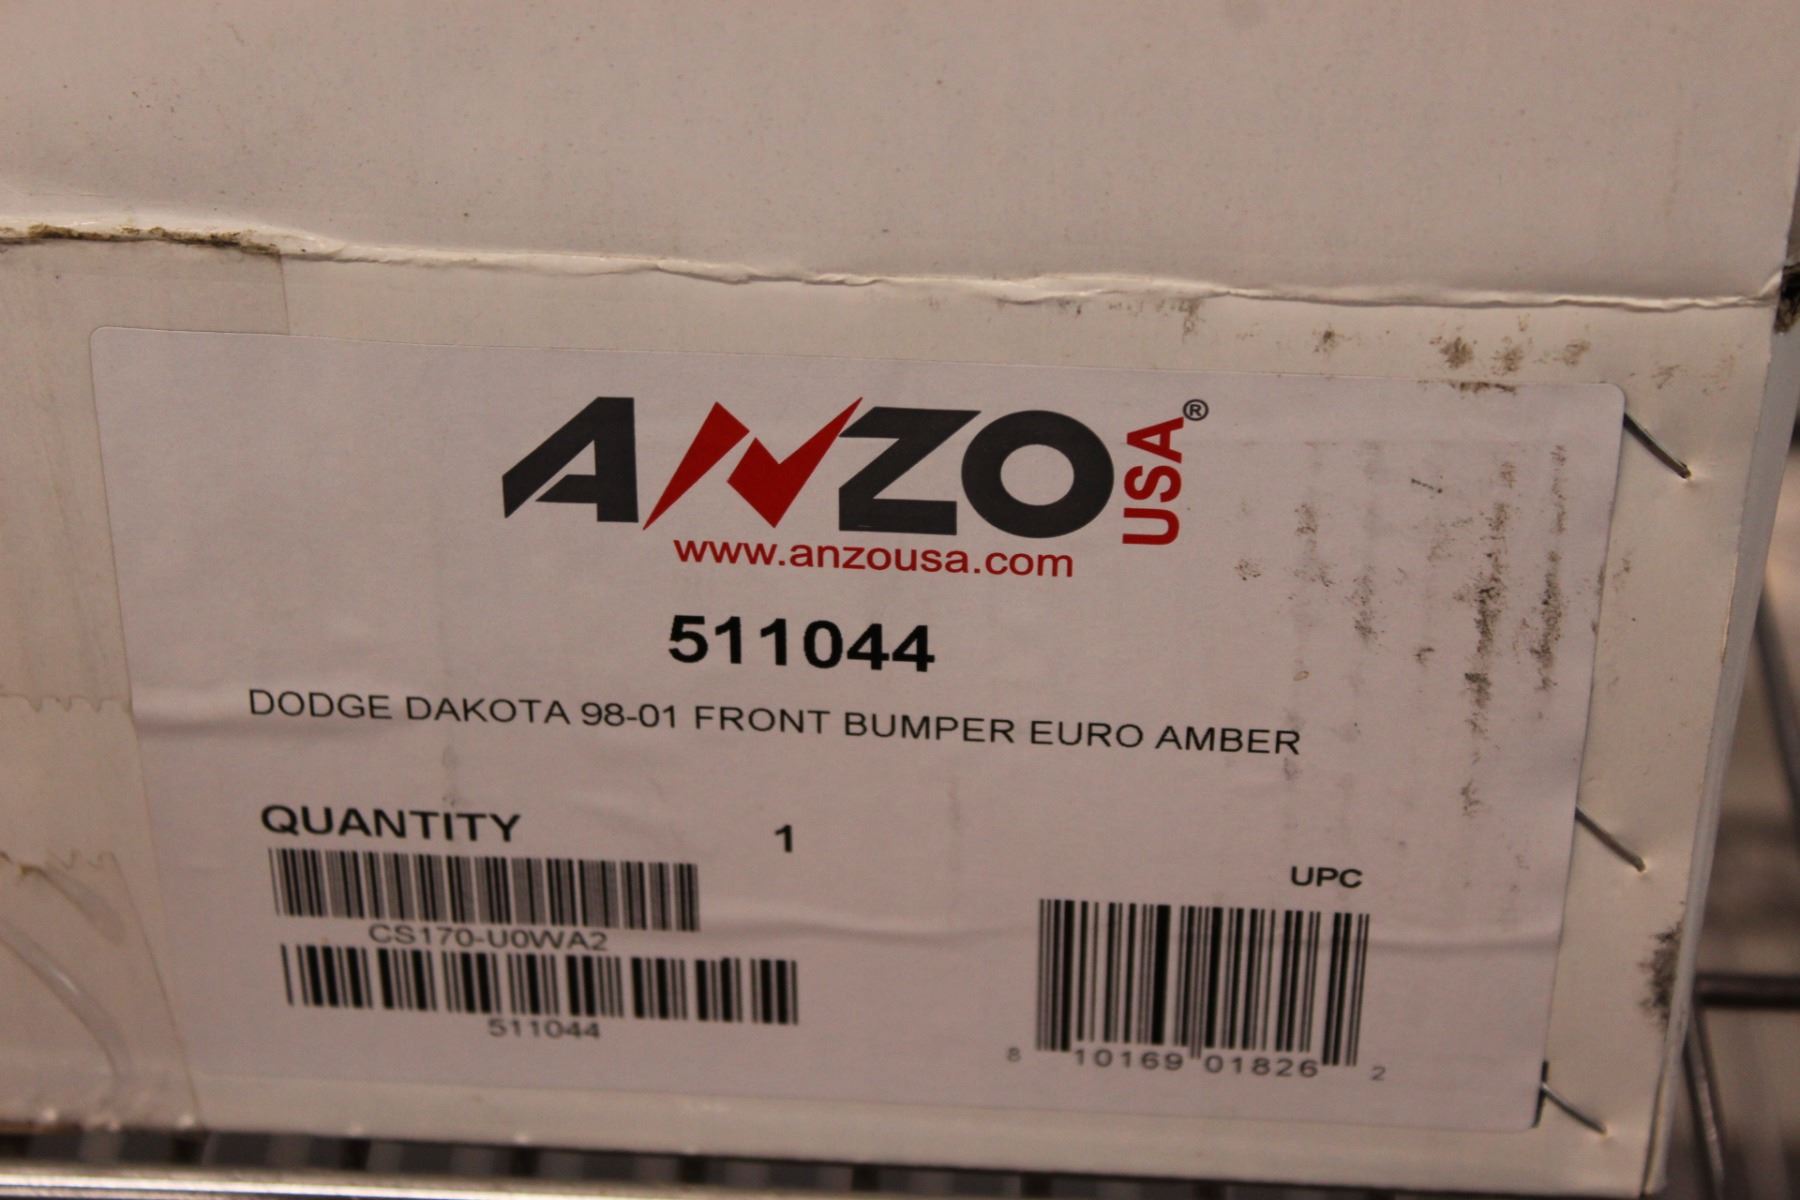 ANZO USA®
www.anzousa.com
511044
DODGE DAKOTA 98-01 FRONT BUMPER EURO AMBER
QUANTITY 1
CS170-U0WA2
511044
UPC
8 10169 01826 2